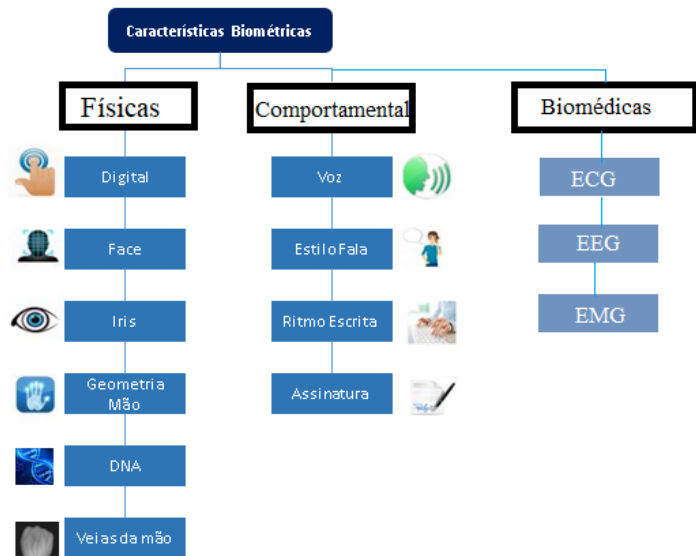 Características Biométricas
Físicas
Comportamental
Biomédicas
Digital
Voz
ECG
Face
Estilo Fala
EEG
Iris
Ritmo Escrita
EMG
Geometria
Mão
Assinatura
DNA
Veias da mão